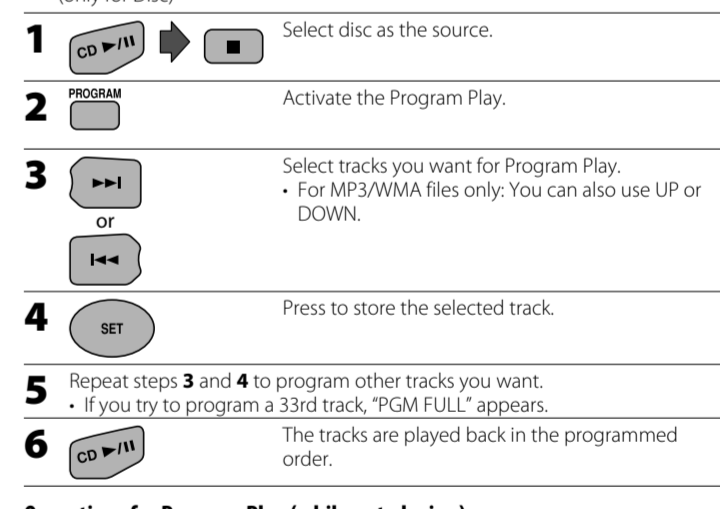 (Only for Disc)
1 CD ►/II ■ Select disc as the source.
2 PROGRAM Activate the Program Play.
3 ►►I Select tracks you want for Program Play.
• For MP3/WMA files only: You can also use UP or
DOWN.
or
I◄◄
4 SET Press to store the selected track.
5 Repeat steps 3 and 4 to program other tracks you want.
• If you try to program a 33rd track, “PGM FULL” appears.
6 CD ►/II The tracks are played back in the programmed
order.